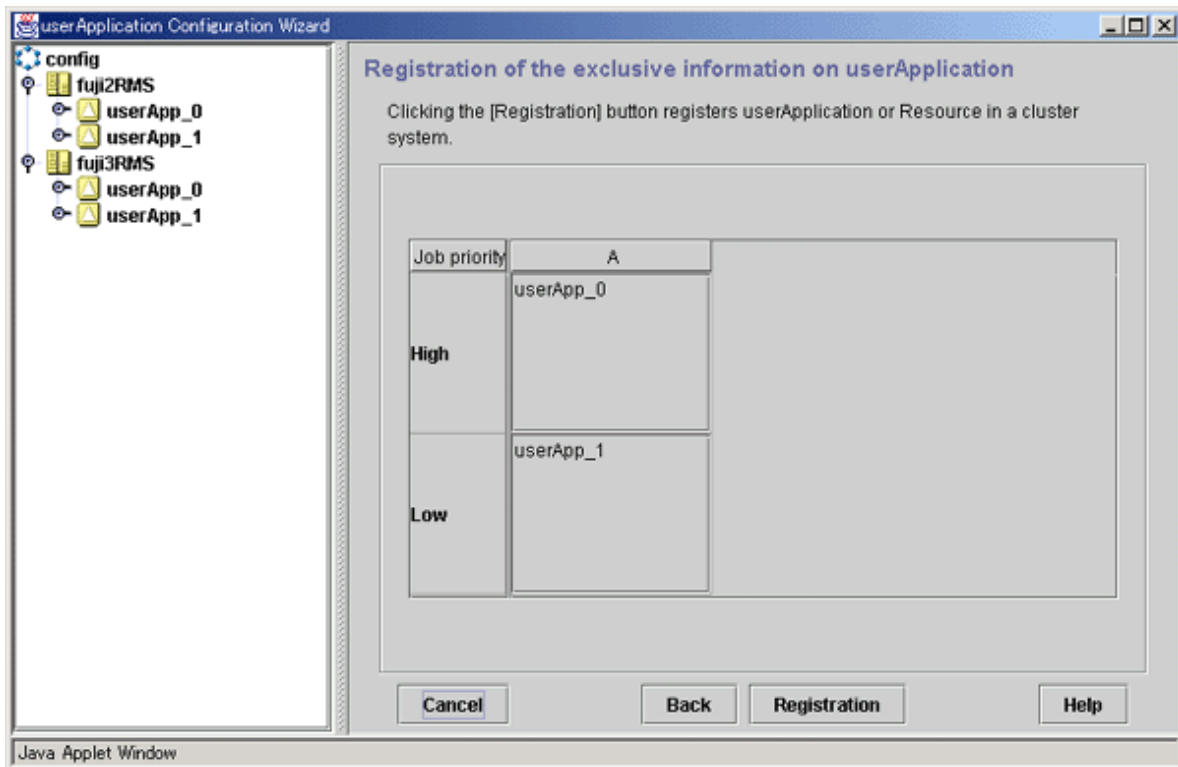 userApplication Configuration Wizard
config
fuji2RMS
userApp_0
userApp_1
fuji3RMS
userApp_0
userApp_1
Registration of the exclusive information on userApplication
Clicking the [Registration] button registers userApplication or Resource in a cluster
system.
Job priority A
userApp_0
High
userApp_1
Low
Cancel Back Registration Help
Java Applet Window